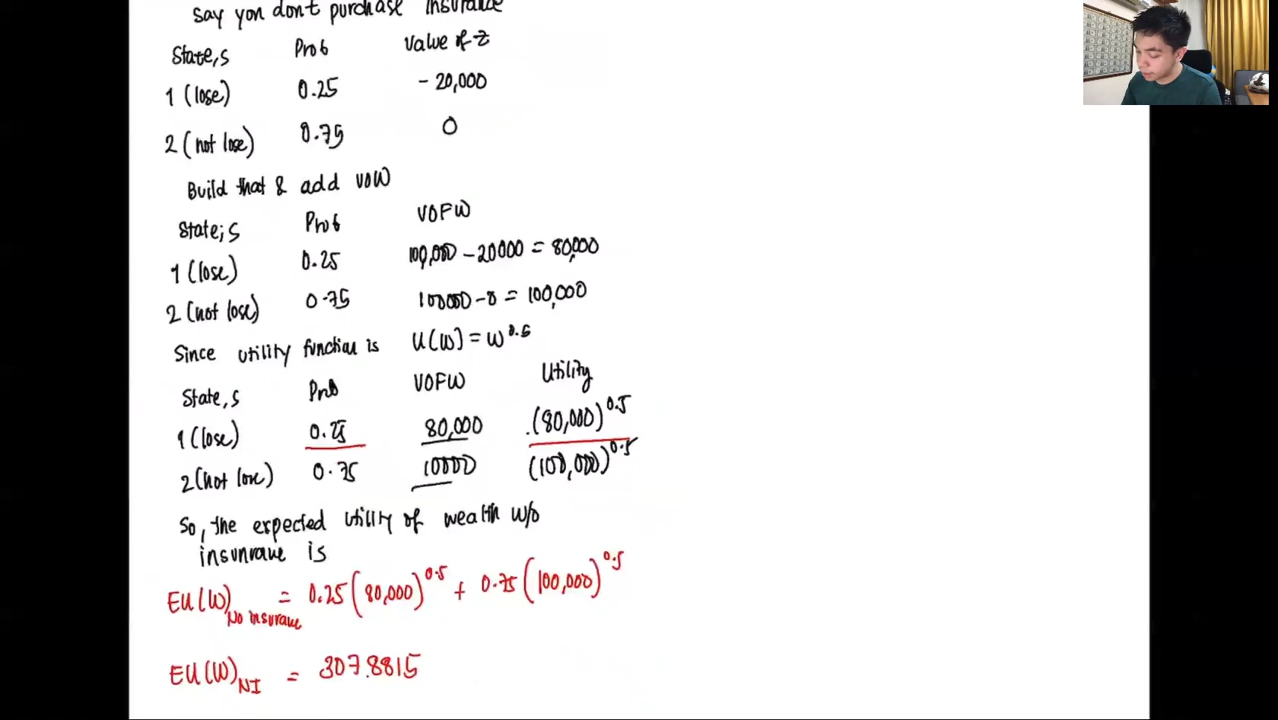 Say you don't purchase insurance
State, s Prob Value of Z
1 (lose) 0.25 - 20,000
2 (not lose) 0.75 0
Build that & add VOW
State, s Prob VOFW
1 (lose) 0.25 100,000 - 20000 = 80,000
2 (not lose) 0.75 100000 - 0 = 100,000
Since utility function is U(W) = W^0.5
State, s Prob VOFW Utility
1 (lose) 0.25 80,000 (80,000)^0.5
2 (not lose) 0.75 10000 (100,000)^0.5
So, the expected utility of wealth w/o
insurance is
EU(W) No insurance = 0.25 (80,000)^0.5 + 0.75 (100,000)^0.5
EU(W) NI = 307.8815